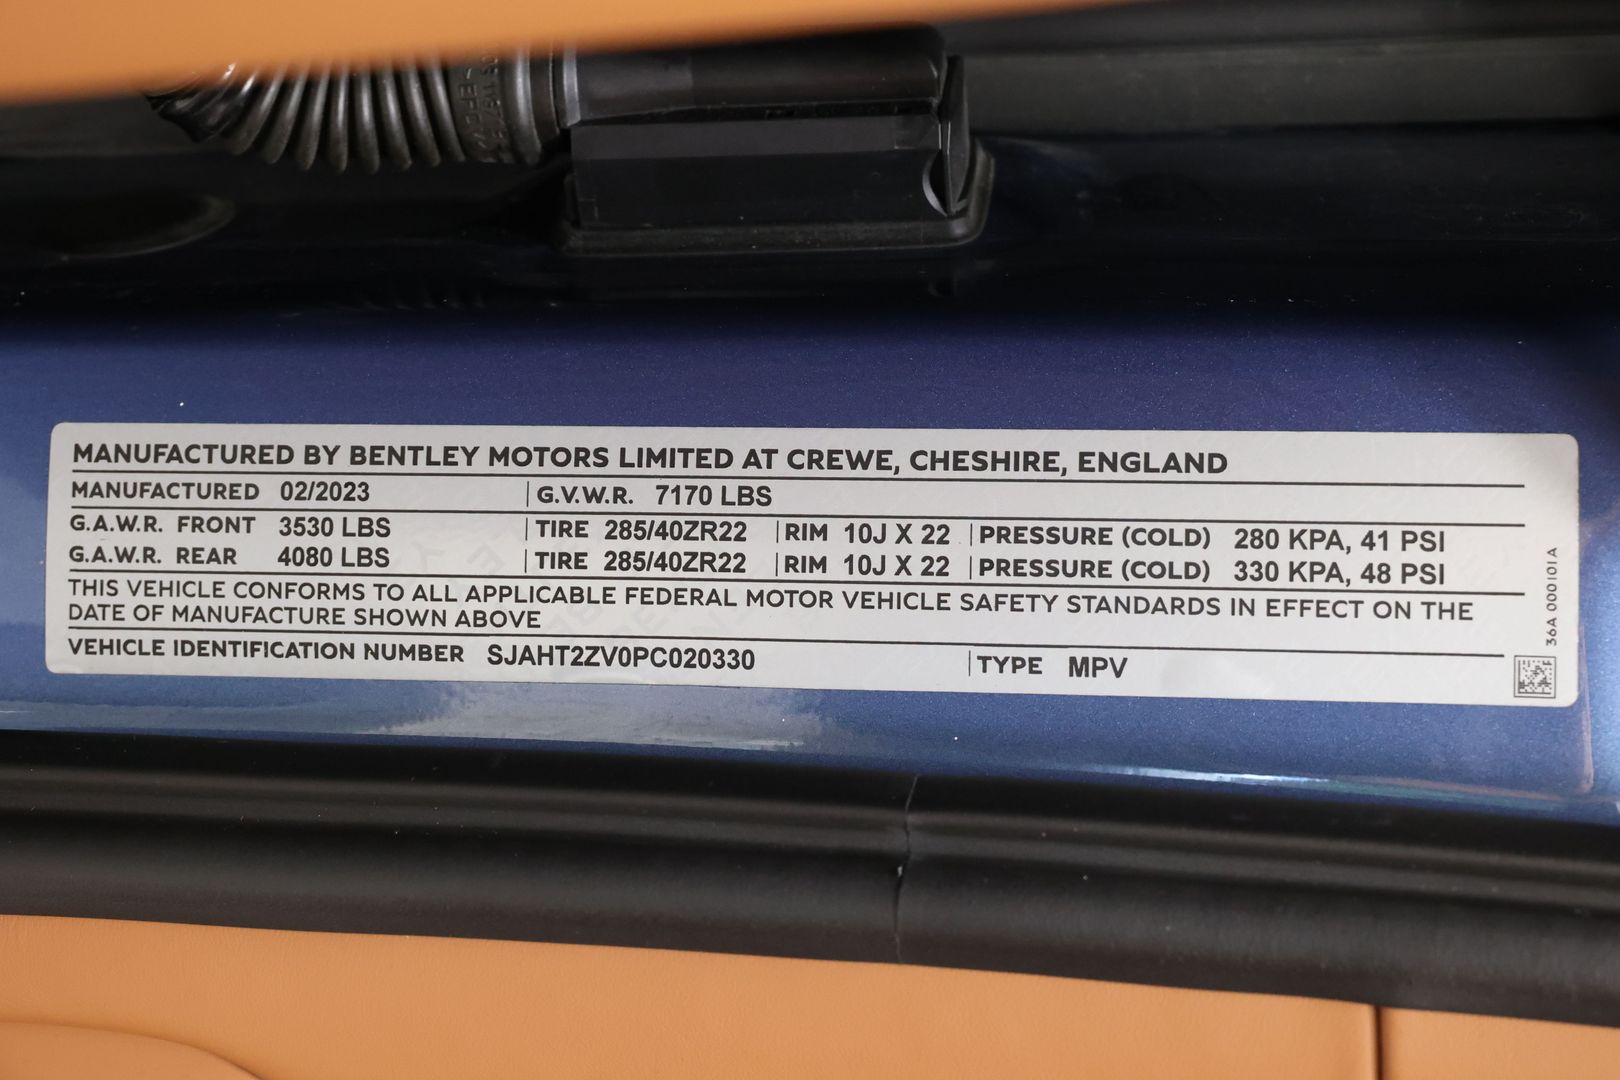 MANUFACTURED BY BENTLEY MOTORS LIMITED AT CREWE, CHESHIRE, ENGLAND
MANUFACTURED 02/2023 G.V.W.R. 7170 LBS
G.A.W.R. FRONT 3530 LBS TIRE 285/40ZR22 RIM 10J X 22 PRESSURE (COLD) 280 KPA, 41 PSI
G.A.W.R. REAR 4080 LBS TIRE 285/40ZR22 RIM 10J X 22 PRESSURE (COLD) 330 KPA, 48 PSI
THIS VEHICLE CONFORMS TO ALL APPLICABLE FEDERAL MOTOR VEHICLE SAFETY STANDARDS IN EFFECT ON THE
DATE OF MANUFACTURE SHOWN ABOVE
VEHICLE IDENTIFICATION NUMBER SJAHT2ZV0PC020330 TYPE MPV
36A 000101A